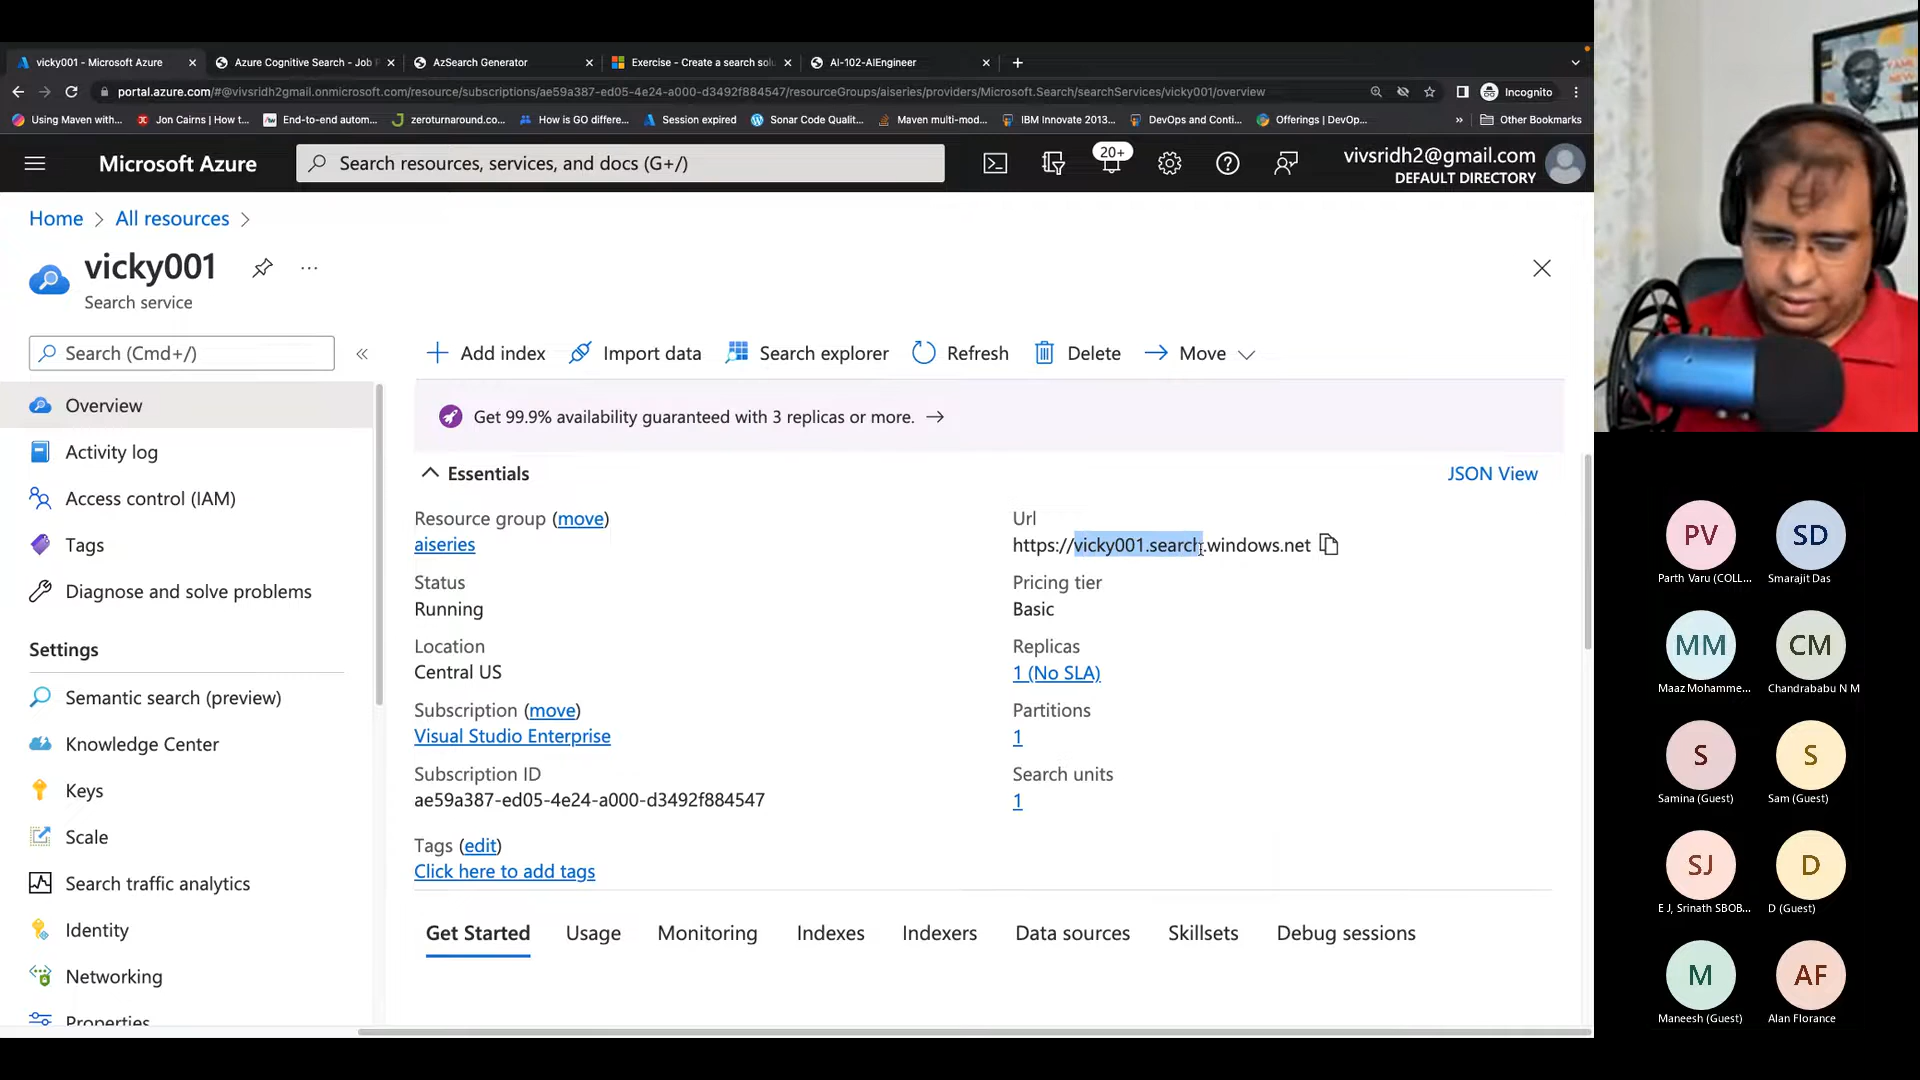 vicky001 - Microsoft Azure
Azure Cognitive Search - Job P
AzSearch Generator
Exercise - Create a search solu
AI-102-AIEngineer
portal.azure.com/#@vivsridh2gmail.onmicrosoft.com/resource/subscriptions/ae59a387-ed05-4e24-a000-d3492f884547/resourceGroups/aiseries/providers/Microsoft.Search/searchServices/vicky001/overview
Incognito
Using Maven with...
Jon Cairns | How t...
End-to-end autom...
zeroturnaround.co...
How is GO differe...
Session expired
Sonar Code Qualit...
Maven multi-mod...
IBM Innovate 2013...
DevOps and Conti...
Offerings | DevOp...
»
Other Bookmarks
Microsoft Azure
Search resources, services, and docs (G+/)
20+
vivsridh2@gmail.com
DEFAULT DIRECTORY
Home > All resources >
vicky001
Search service
Search (Cmd+/)
«
Add index
Import data
Search explorer
Refresh
Delete
Move
Get 99.9% availability guaranteed with 3 replicas or more.
Overview
Activity log
Access control (IAM)
Tags
Diagnose and solve problems
Settings
Semantic search (preview)
Knowledge Center
Keys
Scale
Search traffic analytics
Identity
Networking
Properties
Essentials
JSON View
Resource group (move)
aiseries
Status
Running
Location
Central US
Subscription (move)
Visual Studio Enterprise
Subscription ID
ae59a387-ed05-4e24-a000-d3492f884547
Tags (edit)
Click here to add tags
Url
https://vicky001.search.windows.net
Pricing tier
Basic
Replicas
1 (No SLA)
Partitions
1
Search units
1
Get Started
Usage
Monitoring
Indexes
Indexers
Data sources
Skillsets
Debug sessions
PV
Parth Varu (COLL...
SD
Smarajit Das
MM
Maaz Mohamme...
CM
Chandrababu N M
S
Samina (Guest)
S
Sam (Guest)
SJ
E J, Srinath SBOB...
D
D (Guest)
M
Maneesh (Guest)
AF
Alan Florance